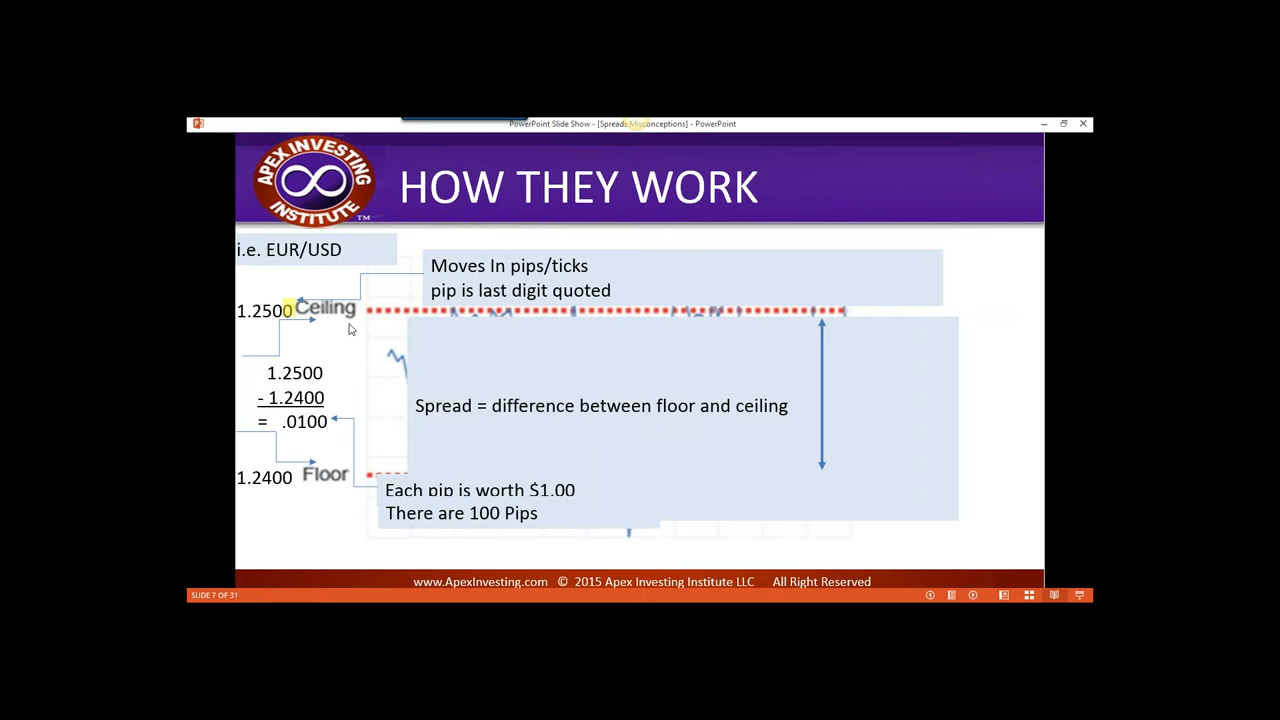 PowerPoint Slide Show - [Spreads Misconceptions] - PowerPoint
APEX INVESTING
INSTITUTE
TM
HOW THEY WORK
i.e. EUR/USD
Moves In pips/ticks
pip is last digit quoted
1.2500 Ceiling
1.2500
- 1.2400
= .0100
Spread = difference between floor and ceiling
1.2400 Floor
Each pip is worth $1.00
There are 100 Pips
www.ApexInvesting.com © 2015 Apex Investing Institute LLC All Right Reserved
SLIDE 7 OF 31